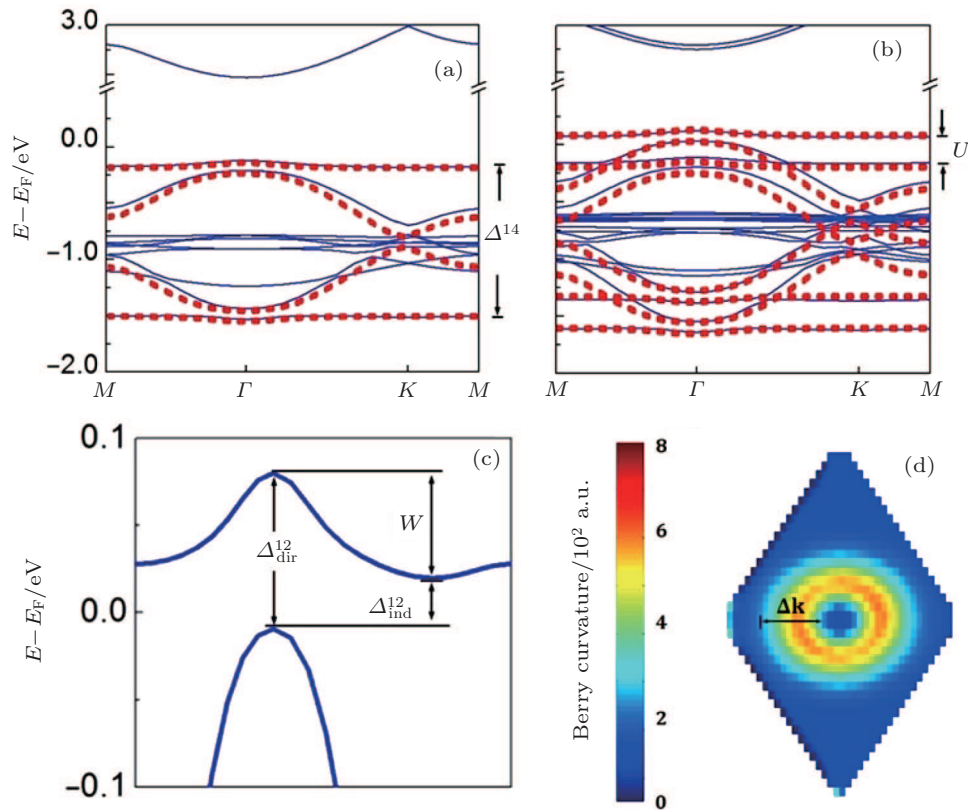 3.0
(a)
0.0
−1.0
−2.0
E−E_F/eV
Δ^14
M Γ K M
(b)
U
M Γ K M
0.1
(c)
W
Δ^12_dir
0.0
Δ^12_ind
−0.1
E−E_F/eV
8
(d)
6
4
2
0
Berry curvature/10^2 a.u.
Δk